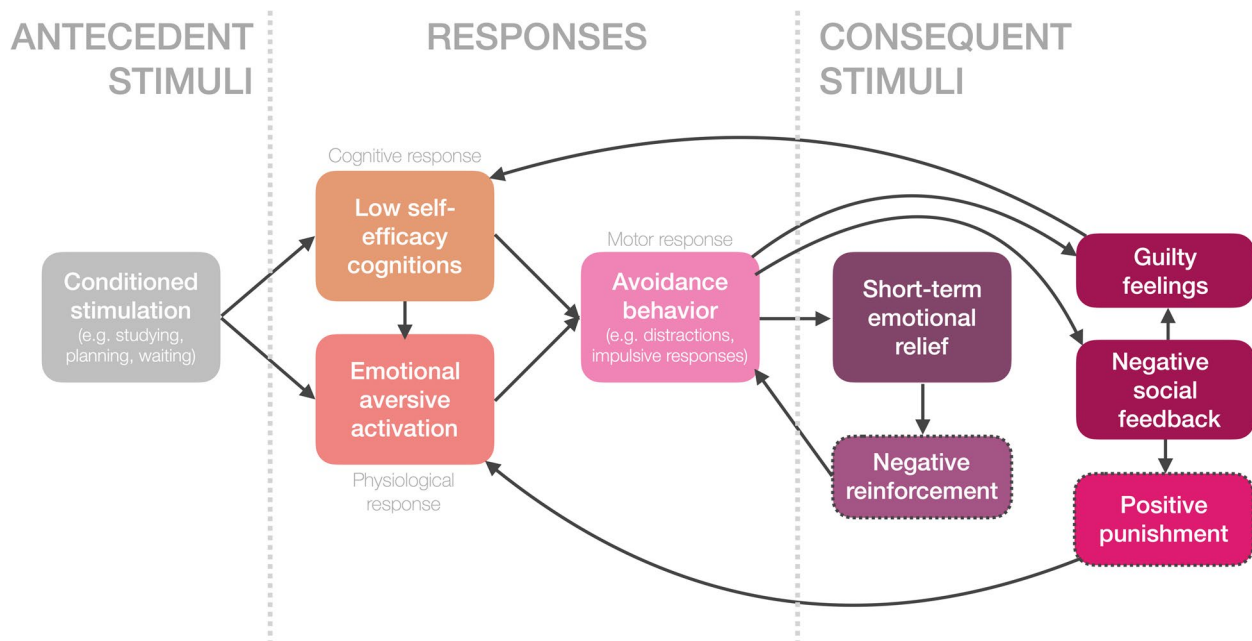 ANTECEDENT
STIMULI
RESPONSES
CONSEQUENT
STIMULI
Cognitive response
Low self-
efficacy
cognitions
Conditioned
stimulation
(e.g. studying,
planning, waiting)
Emotional
aversive
activation
Physiological
response
Motor response
Avoidance
behavior
(e.g. distractions,
impulsive responses)
Short-term
emotional
relief
Negative
reinforcement
Guilty
feelings
Negative
social
feedback
Positive
punishment